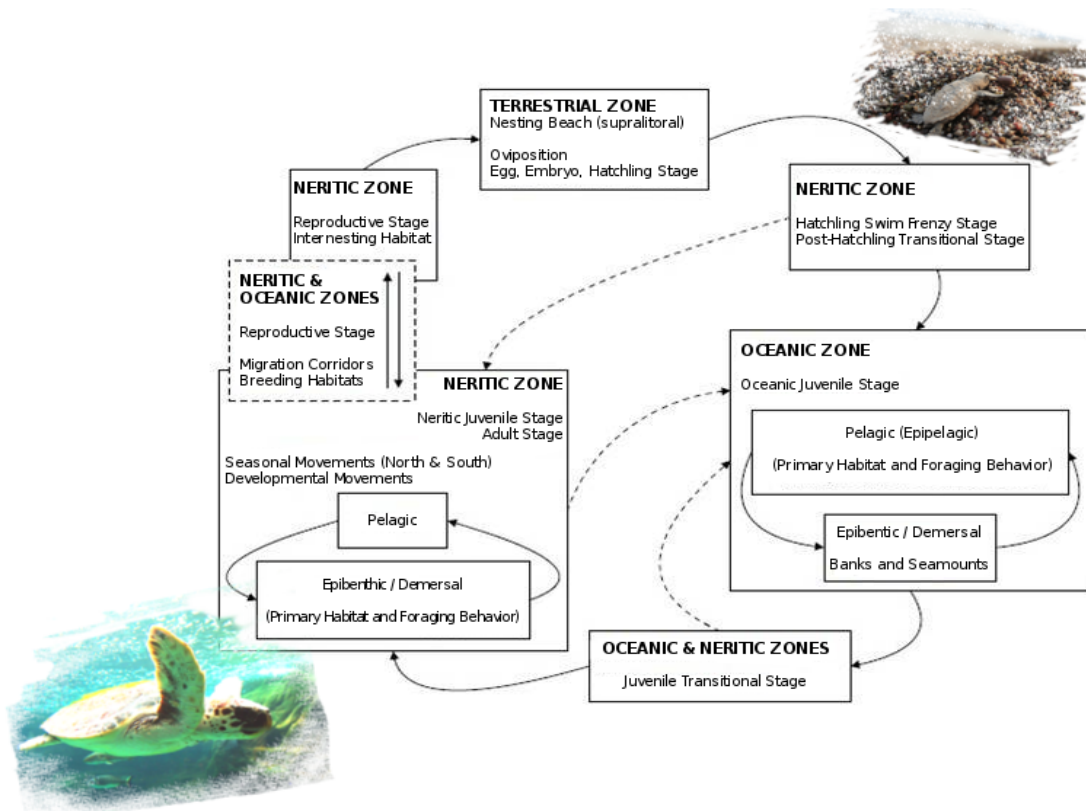 TERRESTRIAL ZONE
Nesting Beach (supralitoral)
Oviposition
Egg, Embryo, Hatchling Stage
NERITIC ZONE
Reproductive Stage
Internesting Habitat
NERITIC ZONE
Hatchling Swim Frenzy Stage
Post-Hatchling Transitional Stage
NERITIC &
OCEANIC ZONES
Reproductive Stage
Migration Corridors
Breeding Habitats
NERITIC ZONE
Neritic Juvenile Stage
Adult Stage
Seasonal Movements (North & South)
Developmental Movements
Pelagic
Epibenthic / Demersal
(Primary Habitat and Foraging Behavior)
OCEANIC ZONE
Oceanic Juvenile Stage
Pelagic (Epipelagic)
(Primary Habitat and Foraging Behavior)
Epibentic / Demersal
Banks and Seamounts
OCEANIC & NERITIC ZONES
Juvenile Transitional Stage